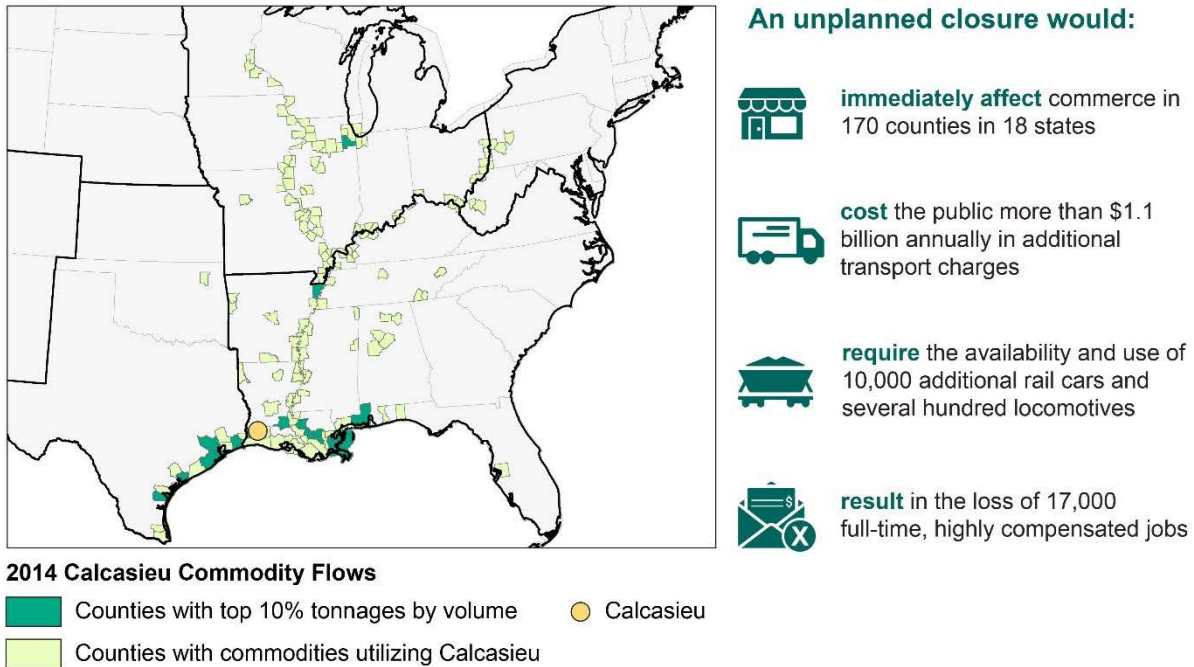 An unplanned closure would:
immediately affect commerce in
170 counties in 18 states
cost the public more than $1.1
billion annually in additional
transport charges
require the availability and use of
10,000 additional rail cars and
several hundred locomotives
$
X
result in the loss of 17,000
full-time, highly compensated jobs
2014 Calcasieu Commodity Flows
Counties with top 10% tonnages by volume
Calcasieu
Counties with commodities utilizing Calcasieu